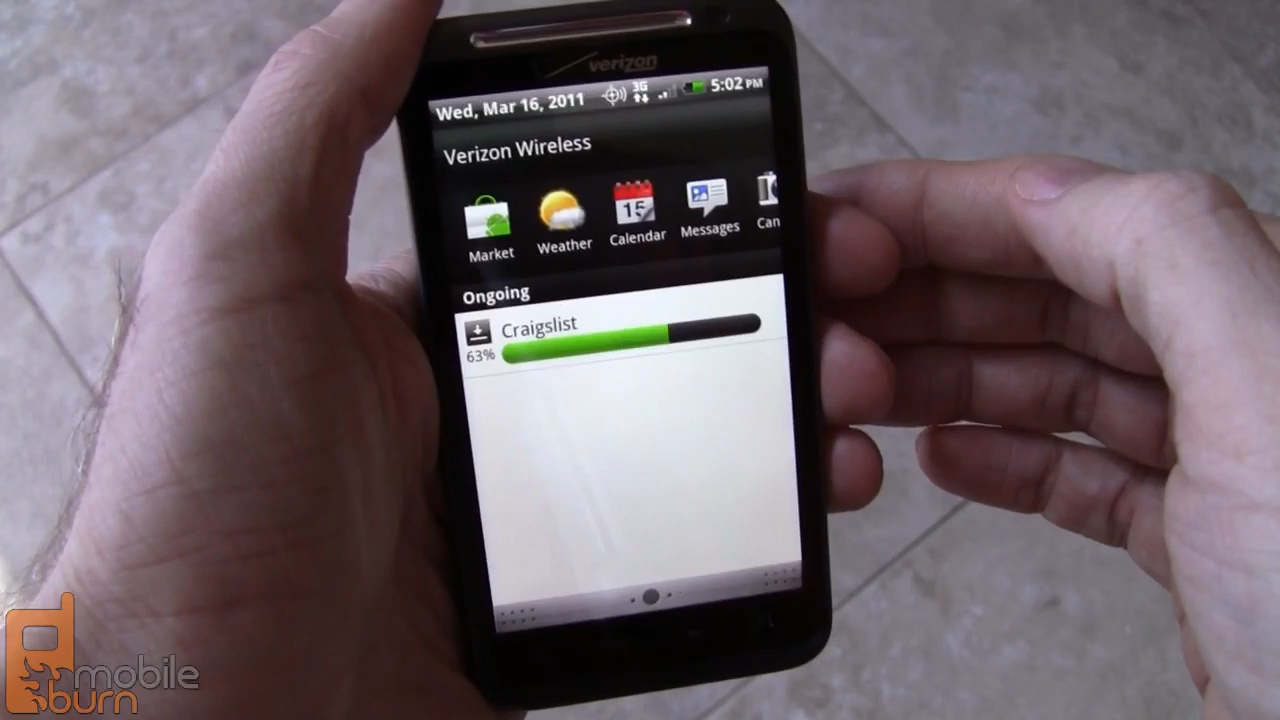 verizon
Wed, Mar 16, 2011 3G 5:02 PM
Verizon Wireless
15
Market Weather Calendar Messages Can
Ongoing
Craigslist
63%
mobile
burn